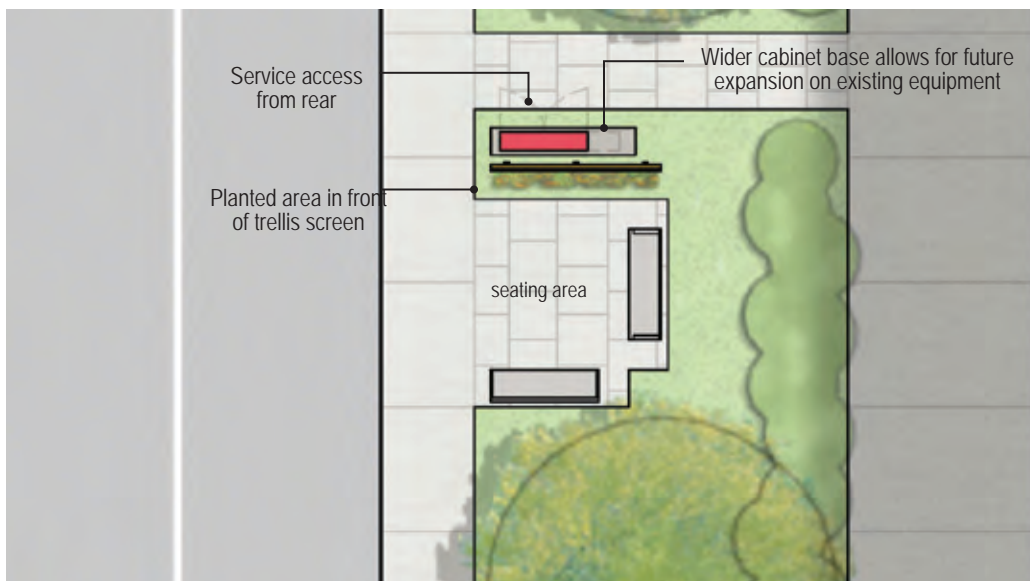 Service access
from rear
Wider cabinet base allows for future
expansion on existing equipment
Planted area in front
of trellis screen
seating area